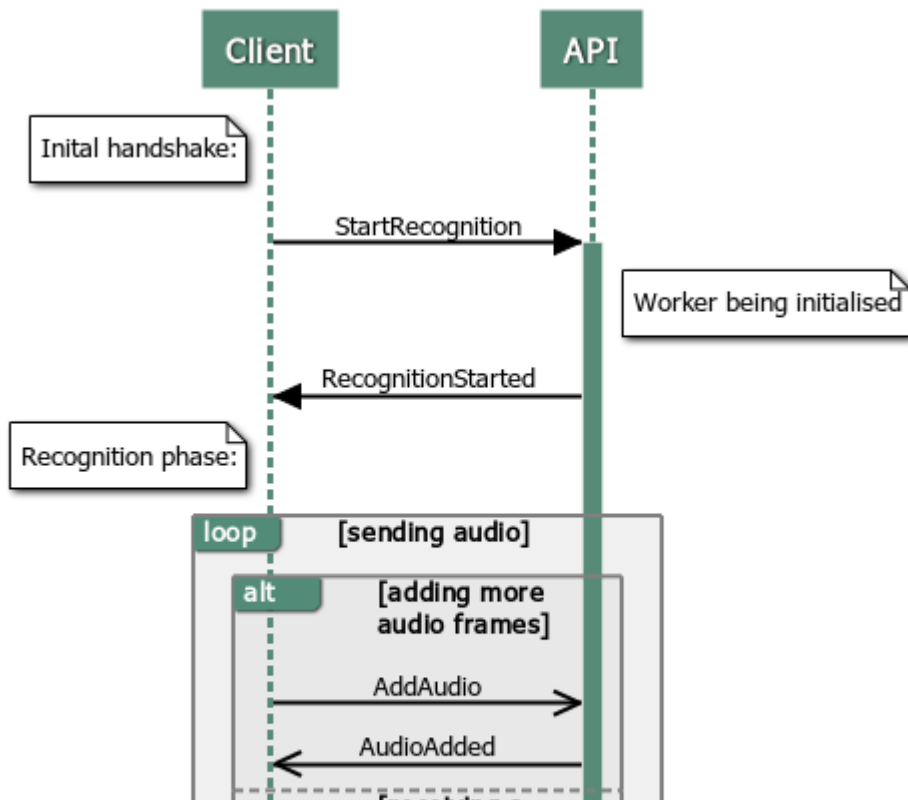 Client
API
Inital handshake:
StartRecognition
Worker being initialised
RecognitionStarted
Recognition phase:
loop
[sending audio]
alt
[adding more
audio frames]
AddAudio
AudioAdded